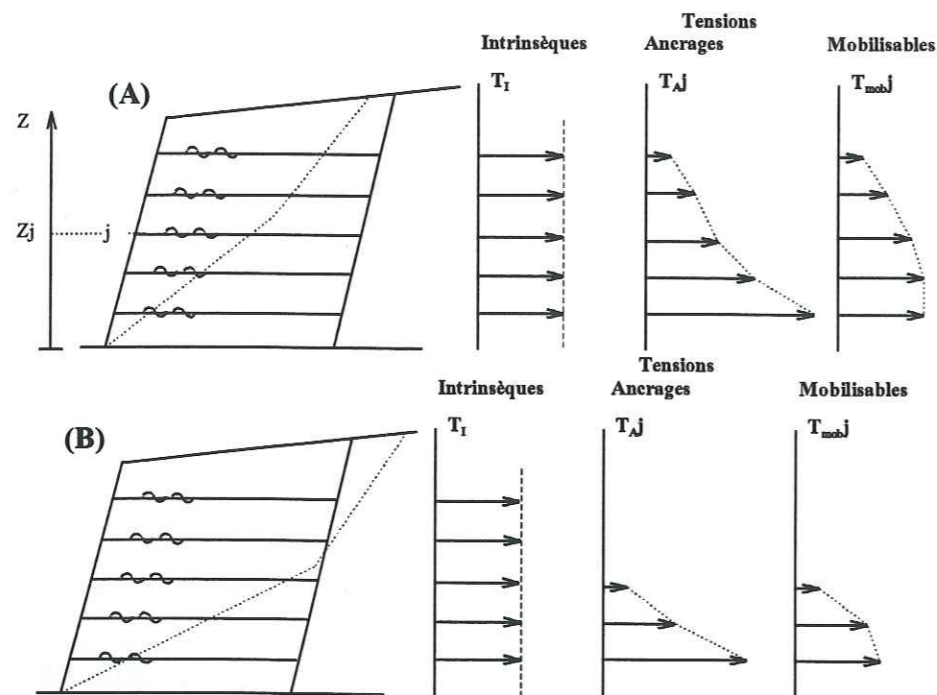 Tensions
Intrinsèques Ancrages Mobilisables
(A) T_I T_Aj T_mobj
Z
Zj j
Tensions
Intrinsèques Ancrages Mobilisables
(B) T_I T_Aj T_mobj